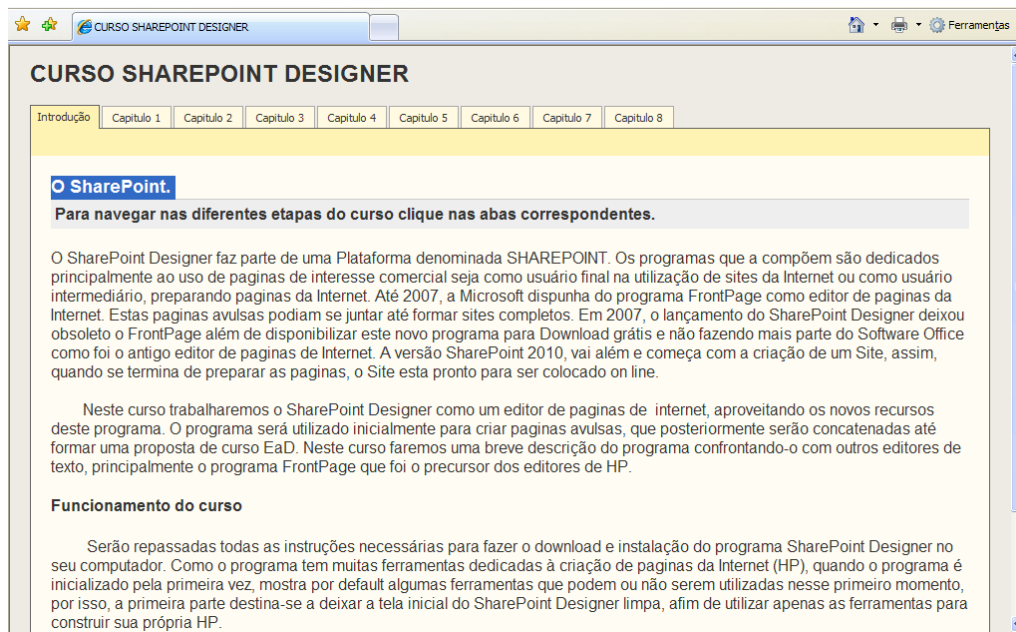 CURSO SHAREPOINT DESIGNER
Ferramentas
CURSO SHAREPOINT DESIGNER
Introdução Capitulo 1 Capitulo 2 Capitulo 3 Capitulo 4 Capitulo 5 Capitulo 6 Capitulo 7 Capitulo 8
O SharePoint.
Para navegar nas diferentes etapas do curso clique nas abas correspondentes.
O SharePoint Designer faz parte de uma Plataforma denominada SHAREPOINT. Os programas que a compõem são dedicados
principalmente ao uso de paginas de interesse comercial seja como usuário final na utilização de sites da Internet ou como usuário
intermediário, preparando paginas da Internet. Até 2007, a Microsoft dispunha do programa FrontPage como editor de paginas da
Internet. Estas paginas avulsas podiam se juntar até formar sites completos. Em 2007, o lançamento do SharePoint Designer deixou
obsoleto o FrontPage além de disponibilizar este novo programa para Download grátis e não fazendo mais parte do Software Office
como foi o antigo editor de paginas de Internet. A versão SharePoint 2010, vai além e começa com a criação de um Site, assim,
quando se termina de preparar as paginas, o Site esta pronto para ser colocado on line.
Neste curso trabalharemos o SharePoint Designer como um editor de paginas de internet, aproveitando os novos recursos
deste programa. O programa será utilizado inicialmente para criar paginas avulsas, que posteriormente serão concatenadas até
formar uma proposta de curso EaD. Neste curso faremos uma breve descrição do programa confrontando-o com outros editores de
texto, principalmente o programa FrontPage que foi o precursor dos editores de HP.
Funcionamento do curso
Serão repassadas todas as instruções necessárias para fazer o download e instalação do programa SharePoint Designer no
seu computador. Como o programa tem muitas ferramentas dedicadas à criação de paginas da Internet (HP), quando o programa é
inicializado pela primeira vez, mostra por default algumas ferramentas que podem ou não serem utilizadas nesse primeiro momento,
por isso, a primeira parte destina-se a deixar a tela inicial do SharePoint Designer limpa, afim de utilizar apenas as ferramentas para
construir sua própria HP.